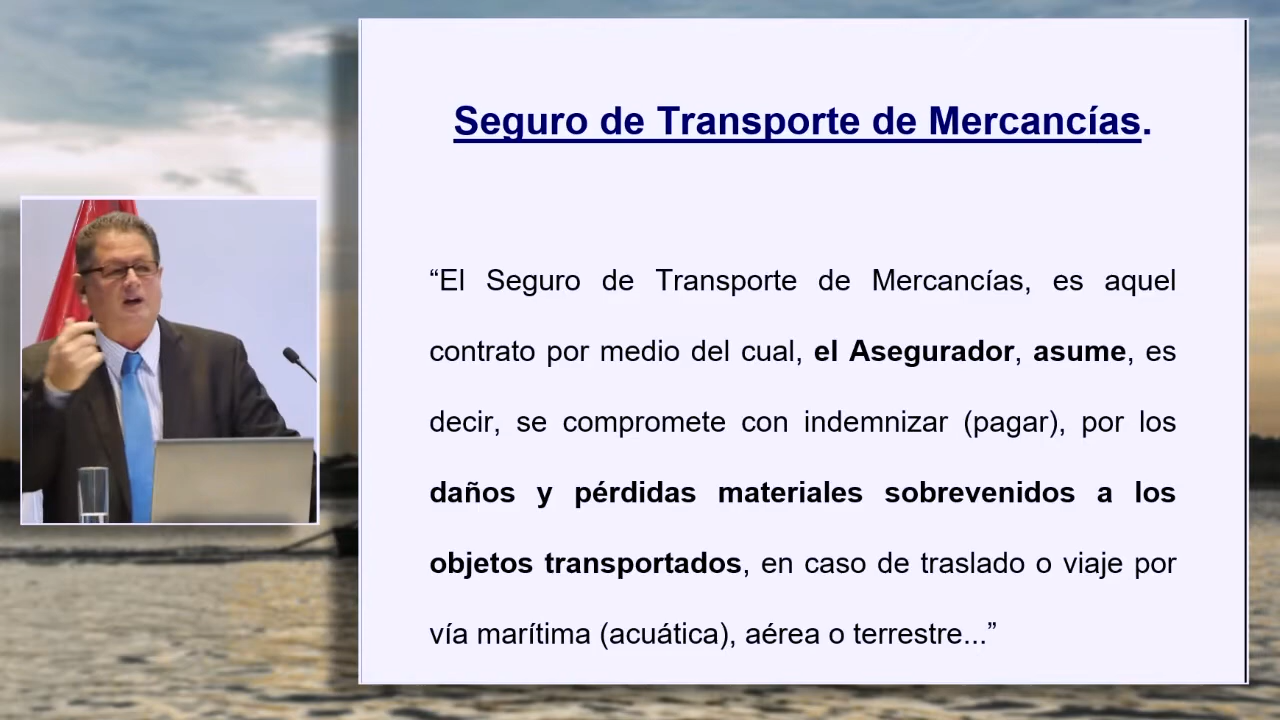 Seguro de Transporte de Mercancías.
“El Seguro de Transporte de Mercancías, es aquel
contrato por medio del cual, el Asegurador, asume, es
decir, se compromete con indemnizar (pagar), por los
daños y pérdidas materiales sobrevenidos a los
objetos transportados, en caso de traslado o viaje por
vía marítima (acuática), aérea o terrestre...”